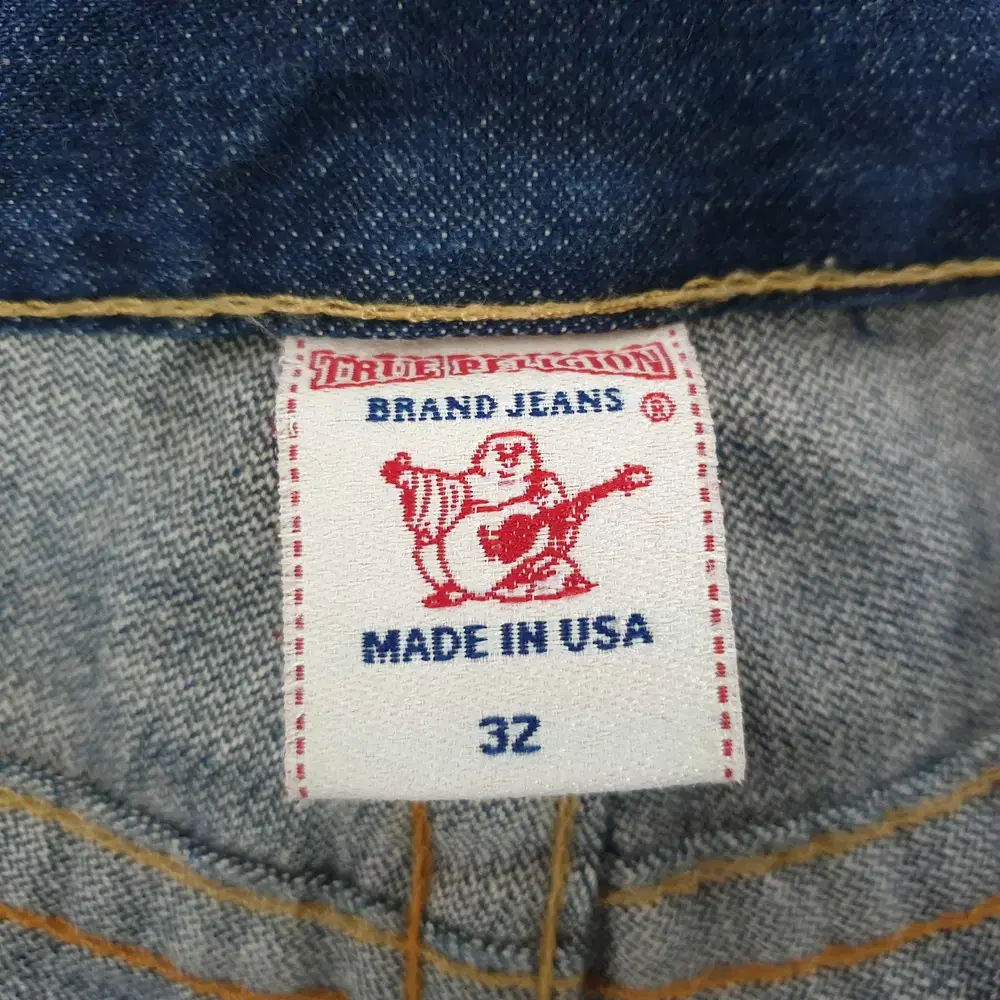 TRUE RELIGION
BRAND JEANS ®
MADE IN USA
32